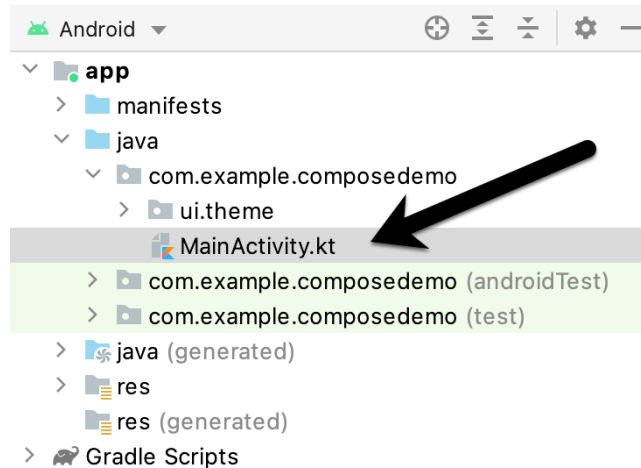 Android
app
manifests
java
com.example.composedemo
ui.theme
MainActivity.kt
com.example.composedemo (androidTest)
com.example.composedemo (test)
java (generated)
res
res (generated)
Gradle Scripts